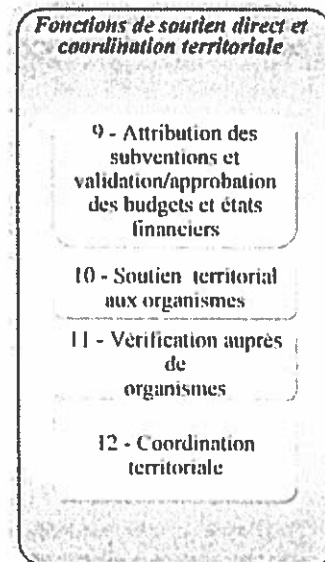 Fonctions de soutien direct et
coordination territoriale
9 - Attribution des
subventions et
validation/approbation
des budgets et états
financiers
10 - Soutien territorial
aux organismes
11 - Vérification auprès
de
organismes
12 - Coordination
territoriale